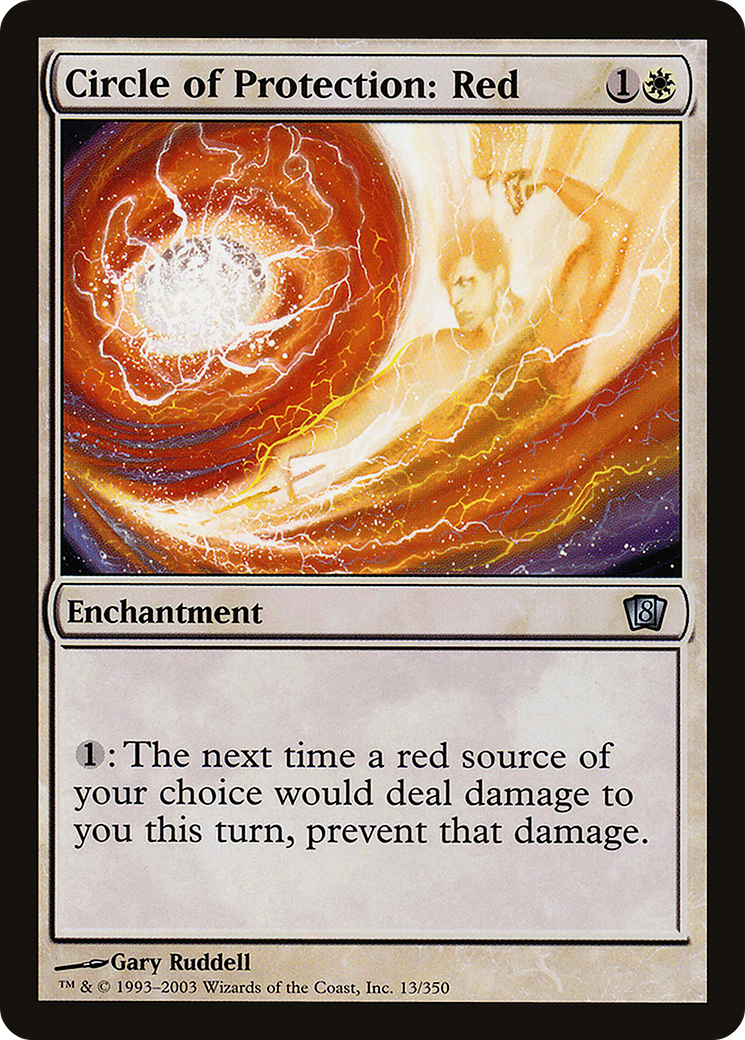 Circle of Protection: Red 1
Enchantment 8
1: The next time a red source of
your choice would deal damage to
you this turn, prevent that damage.
Gary Ruddell
™ & © 1993–2003 Wizards of the Coast, Inc. 13/350